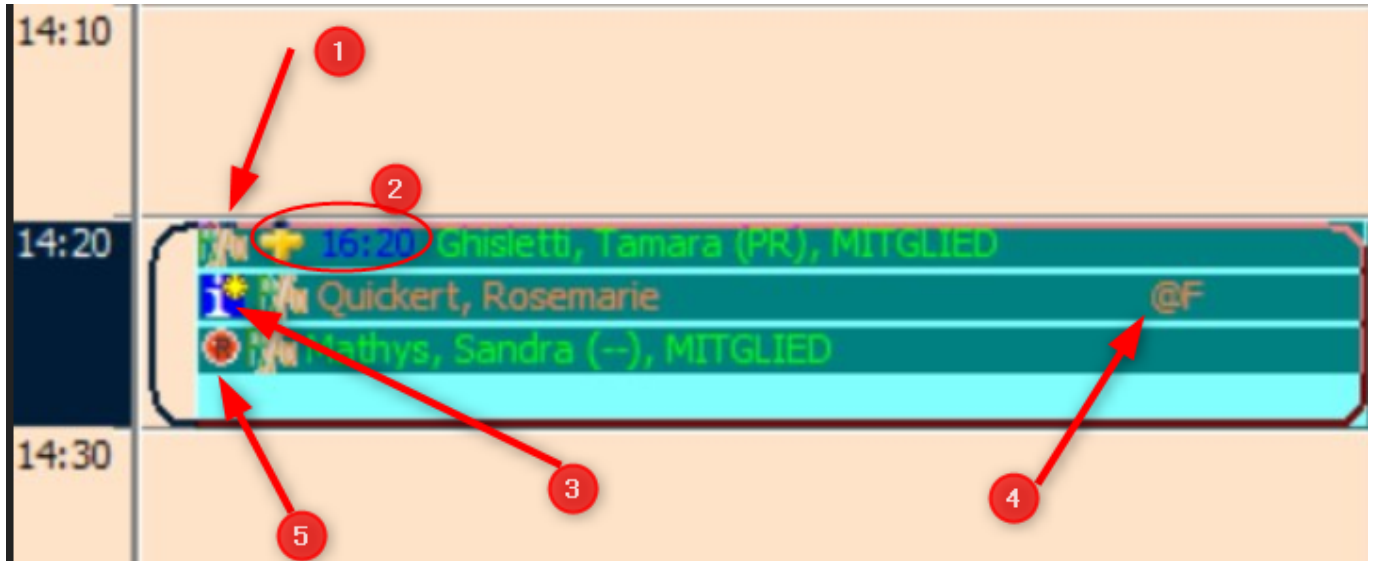 14:10
1
2
14:20
16:20 Ghisletti, Tamara (PR), MITGLIED
i Quickert, Rosemarie @F
R Mathys, Sandra (--), MITGLIED
14:30
3
4
5